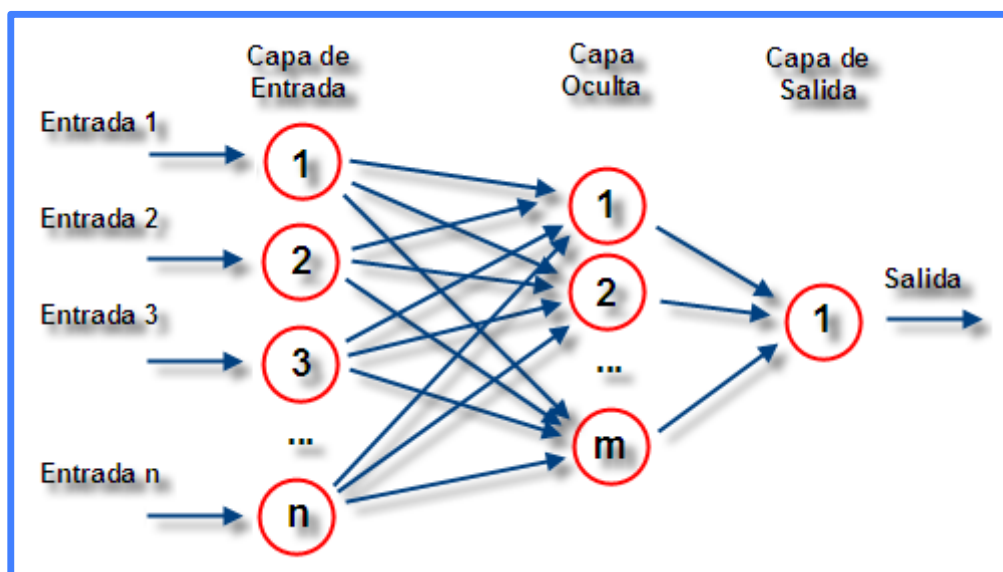 Capa de
Entrada
Capa
Oculta
Capa de
Salida
Entrada 1
1
Entrada 2
2
Entrada 3
3
...
Entrada n
n
1
2
...
m
1
Salida